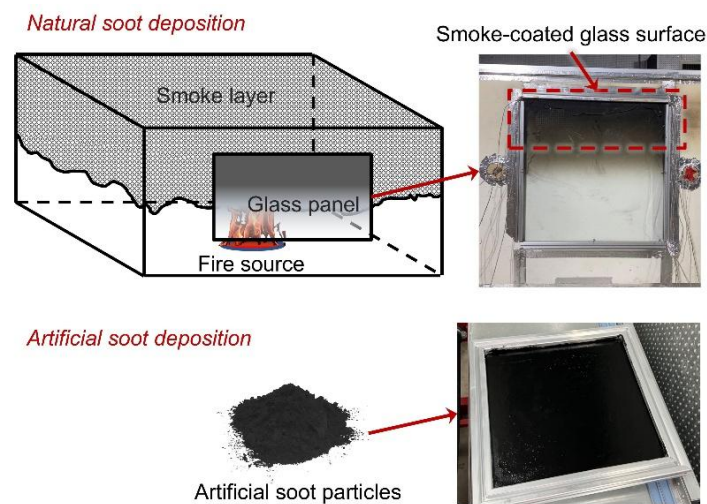 Natural soot deposition
Smoke-coated glass surface
Smoke layer
Glass panel
Fire source
Artificial soot deposition
Artificial soot particles